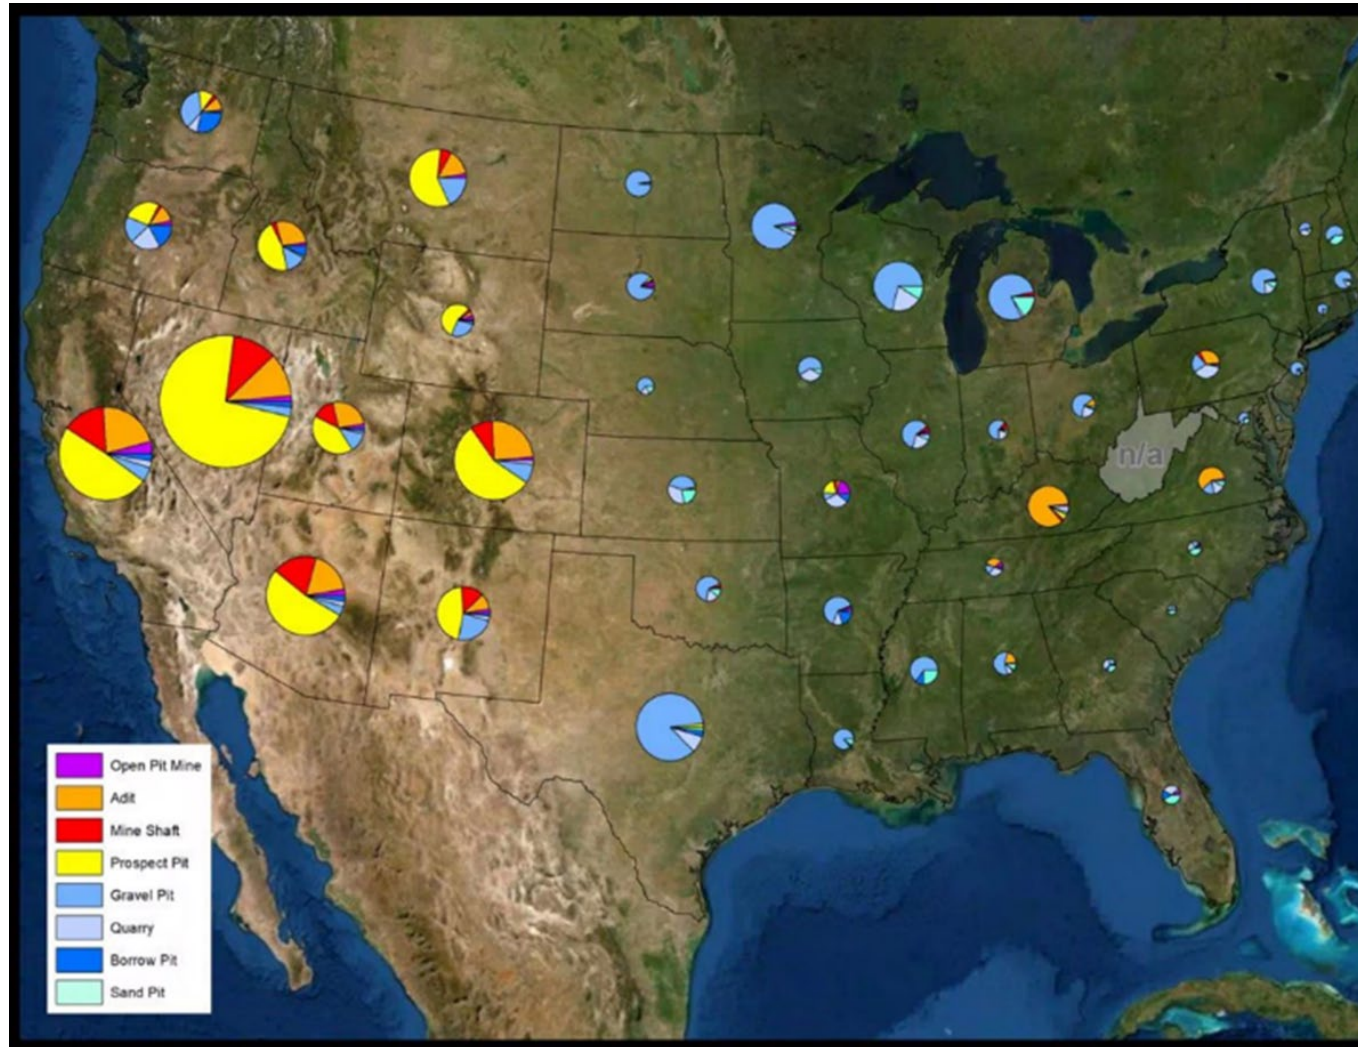 n/a
Open Pit Mine
Adit
Mine Shaft
Prospect Pit
Gravel Pit
Quarry
Borrow Pit
Sand Pit